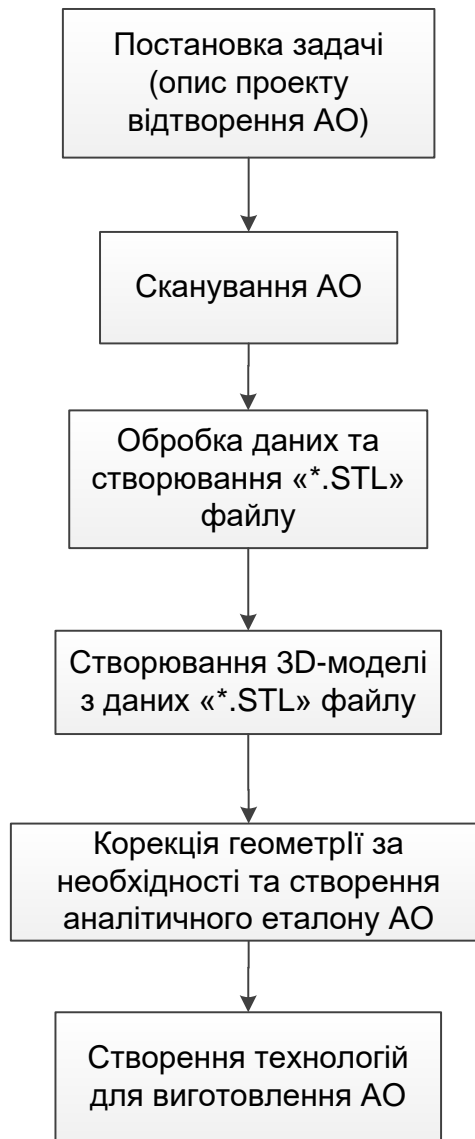 Постановка задачі
(опис проекту
відтворення АО)
Сканування АО
Обробка даних та
створювання «*.STL»
файлу
Створювання 3D-моделі
з даних «*.STL» файлу
Корекція геометрІї за
необхідності та створення
аналітичного еталону АО
Створення технологій
для виготовлення АО